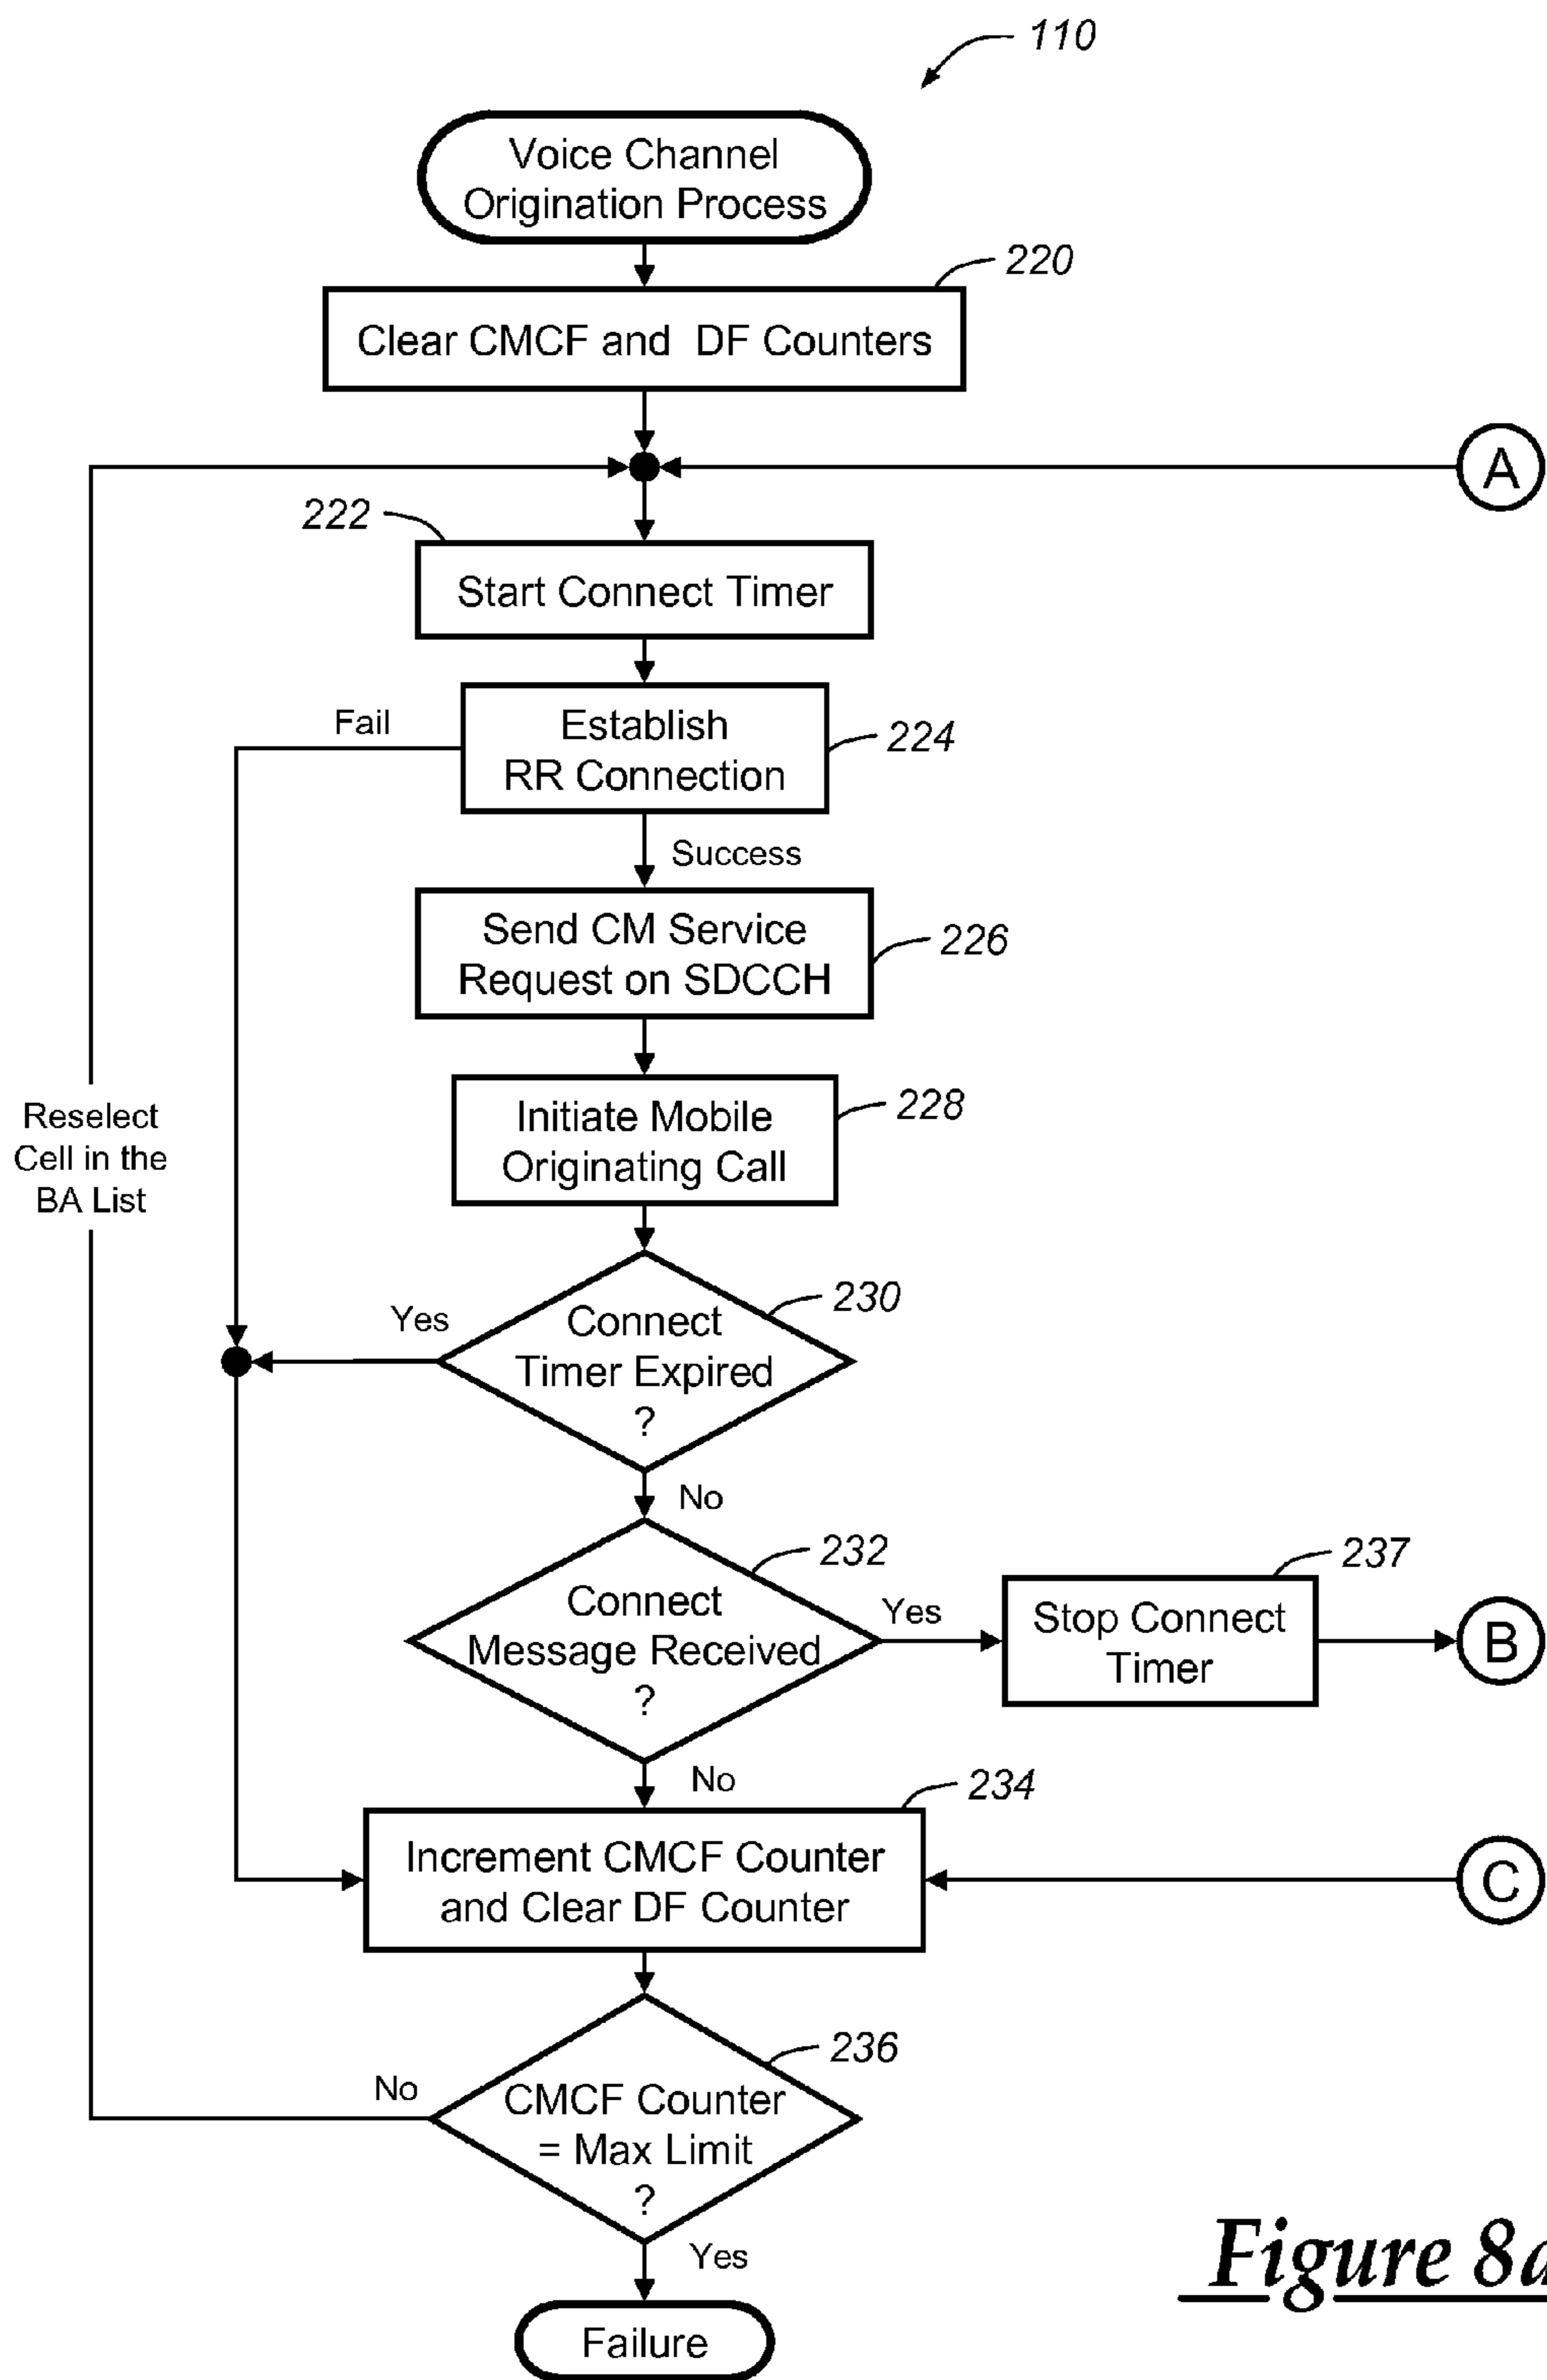 110
Voice Channel
Origination Process
220
Clear CMCF and DF Counters
A
222
Start Connect Timer
Fail
Establish
RR Connection
224
Success
Send CM Service
Request on SDCCH
226
Initiate Mobile
Originating Call
228
Reselect
Cell in the
BA List
Yes
Connect
Timer Expired
?
230
No
Connect
Message Received
?
232
Yes
237
Stop Connect
Timer
B
No
234
Increment CMCF Counter
and Clear DF Counter
C
No
CMCF Counter
= Max Limit
?
236
Yes
Failure
Figure 8a